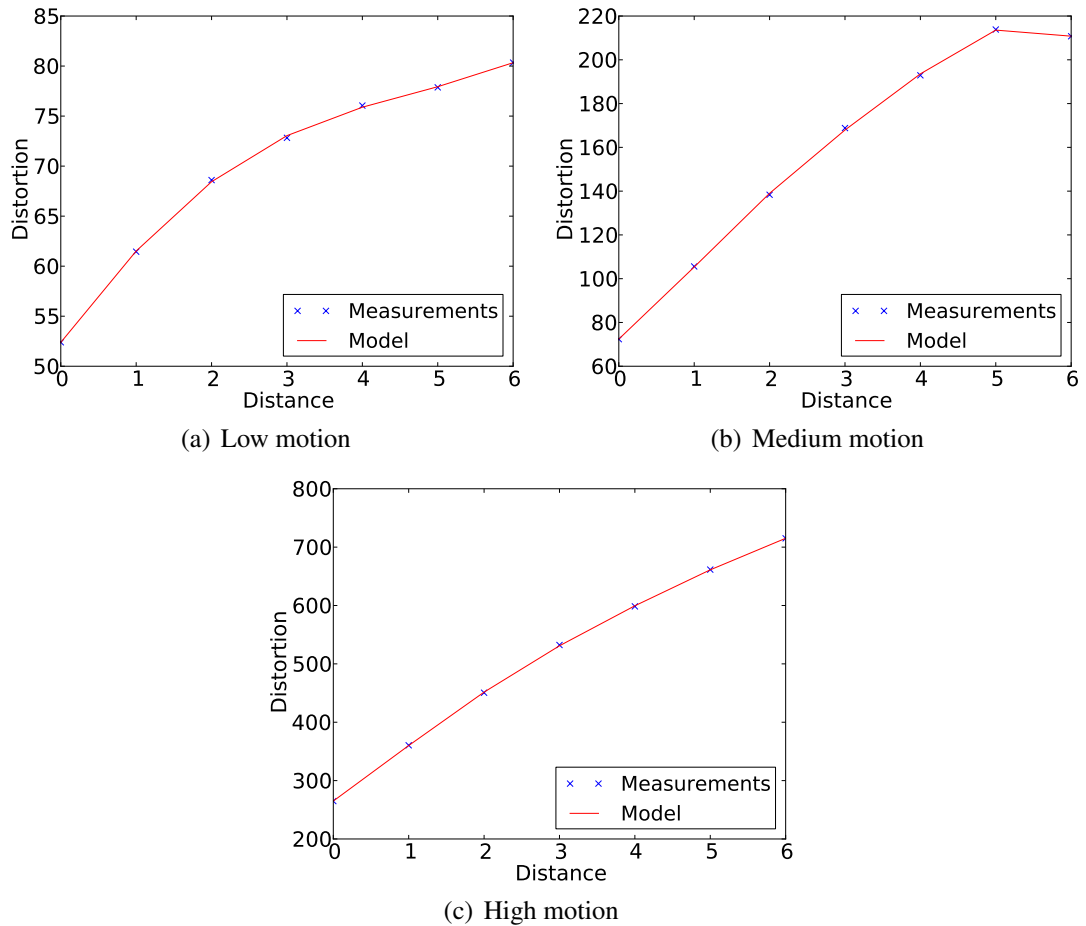 85
80
75
70
65
60
55
50
Distortion
0 1 2 3 4 5 6
Distance
Measurements
Model
(a) Low motion
220
200
180
160
140
120
100
80
60
Distortion
0 1 2 3 4 5 6
Distance
Measurements
Model
(b) Medium motion
800
700
600
500
400
300
200
Distortion
0 1 2 3 4 5 6
Distance
Measurements
Model
(c) High motion